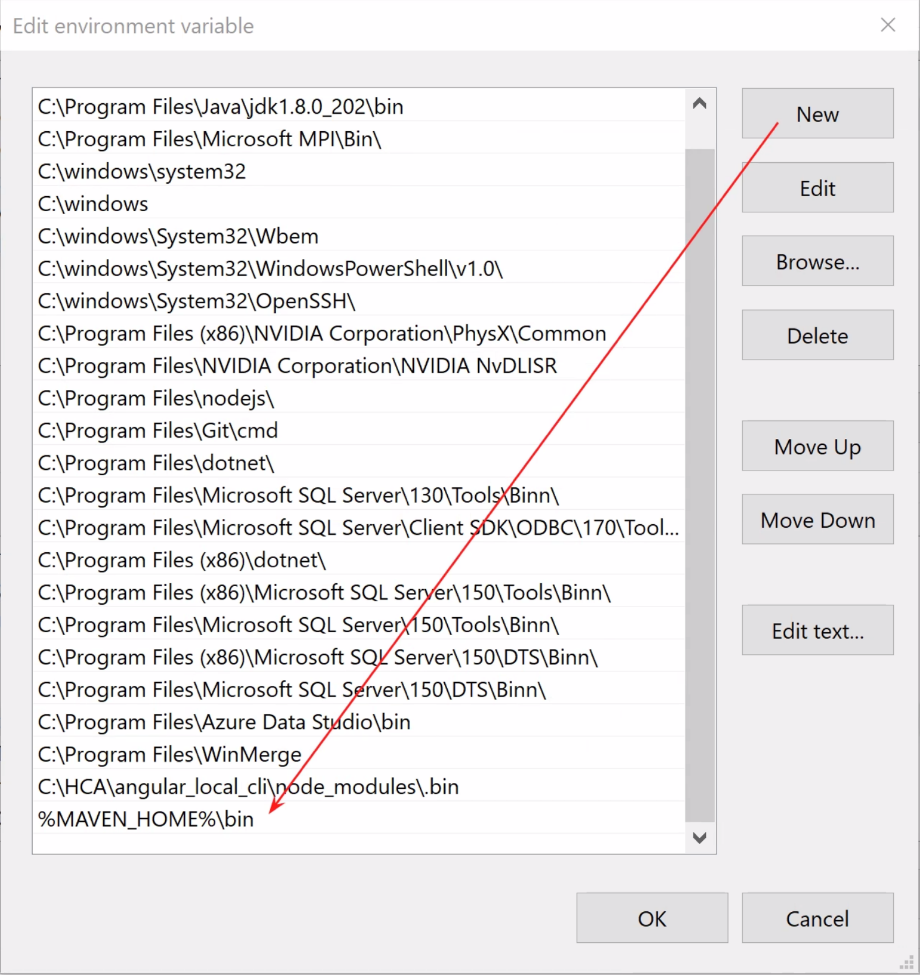 Edit environment variable
C:\Program Files\Java\jdk1.8.0_202\bin
C:\Program Files\Microsoft MPI\Bin\
C:\windows\system32
C:\windows
C:\windows\System32\Wbem
C:\windows\System32\WindowsPowerShell\v1.0\
C:\windows\System32\OpenSSH\
C:\Program Files (x86)\NVIDIA Corporation\PhysX\Common
C:\Program Files\NVIDIA Corporation\NVIDIA NvDLISR
C:\Program Files\nodejs\
C:\Program Files\Git\cmd
C:\Program Files\dotnet\
C:\Program Files\Microsoft SQL Server\130\Tools\Binn\
C:\Program Files\Microsoft SQL Server\Client SDK\ODBC\170\Tool...
C:\Program Files (x86)\dotnet\
C:\Program Files (x86)\Microsoft SQL Server\150\Tools\Binn\
C:\Program Files\Microsoft SQL Server\150\Tools\Binn\
C:\Program Files (x86)\Microsoft SQL Server\150\DTS\Binn\
C:\Program Files\Microsoft SQL Server\150\DTS\Binn\
C:\Program Files\Azure Data Studio\bin
C:\Program Files\WinMerge
C:\HCA\angular_local_cli\node_modules\.bin
%MAVEN_HOME%\bin
New
Edit
Browse...
Delete
Move Up
Move Down
Edit text...
OK
Cancel